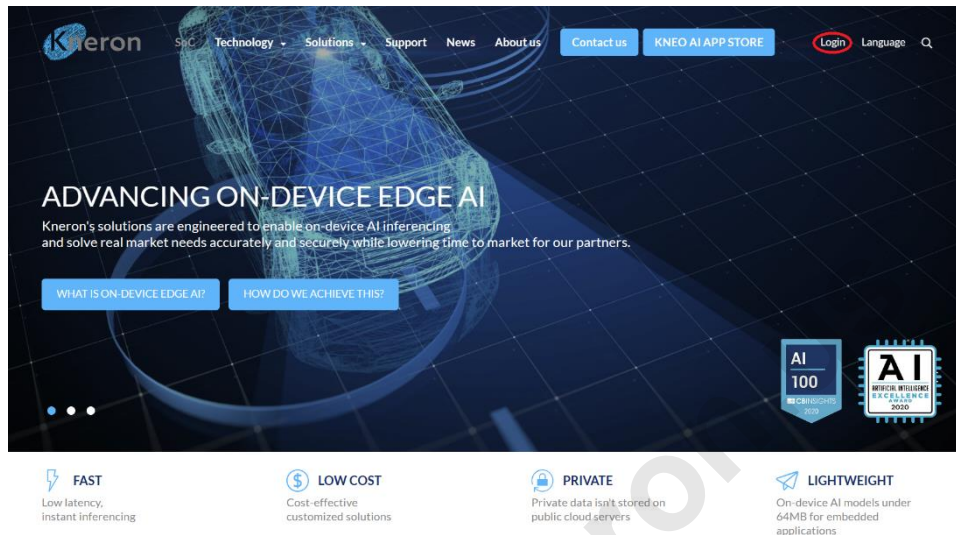 Kneron SoC Technology Solutions Support News About us Contact us KNEO AI APP STORE Login Language
ADVANCING ON-DEVICE EDGE AI
Kneron's solutions are engineered to enable on-device AI inferencing
and solve real market needs accurately and securely while lowering time to market for our partners.
WHAT IS ON-DEVICE EDGE AI? HOW DO WE ACHIEVE THIS?
AI
100
CBINSIGHTS
2020
AI
ARTIFICIAL INTELLIGENCE
EXCELLENCE
AWARD
2020
FAST
Low latency,
instant inferencing
LOW COST
Cost-effective
customized solutions
PRIVATE
Private data isn't stored on
public cloud servers
LIGHTWEIGHT
On-device AI models under
64MB for embedded
applications